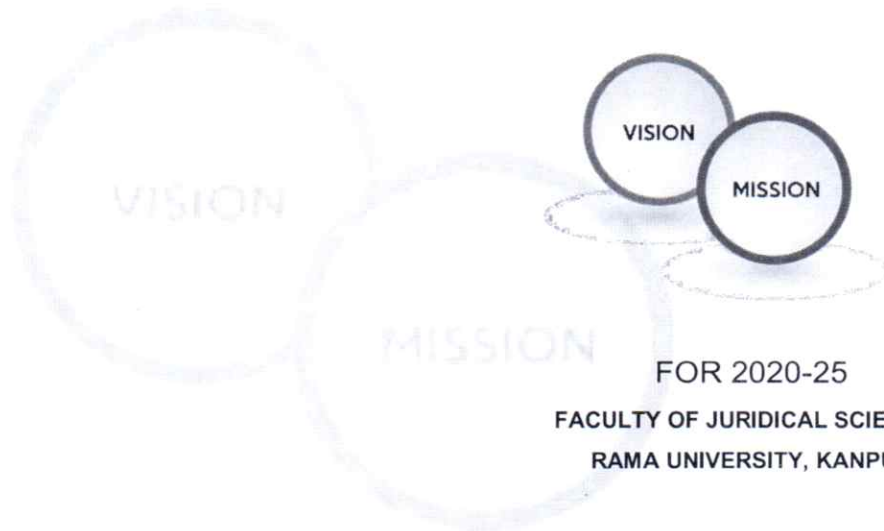 VISION
MISSION
VISION
MISSION
FOR 2020-25
FACULTY OF JURIDICAL SCIE
RAMA UNIVERSITY, KANPU